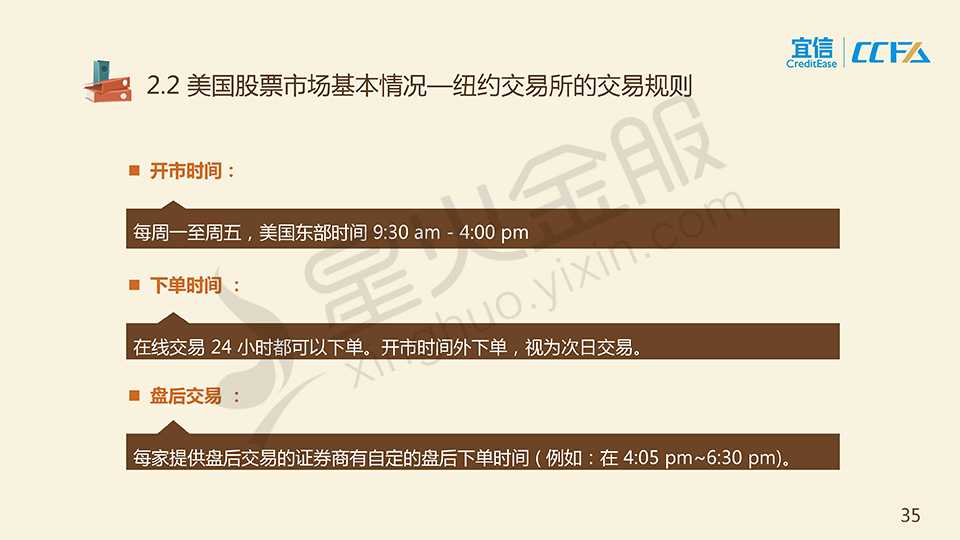 宜信
CreditEase
CCFA
2.2 美国股票市场基本情况—纽约交易所的交易规则
开市时间：
每周一至周五，美国东部时间 9:30 am - 4:00 pm
下单时间 ：
在线交易 24 小时都可以下单。开市时间外下单，视为次日交易。
盘后交易 ：
每家提供盘后交易的证券商有自定的盘后下单时间 ( 例如：在 4:05 pm~6:30 pm)。
星火金服
xinghuo.yixin.com
35